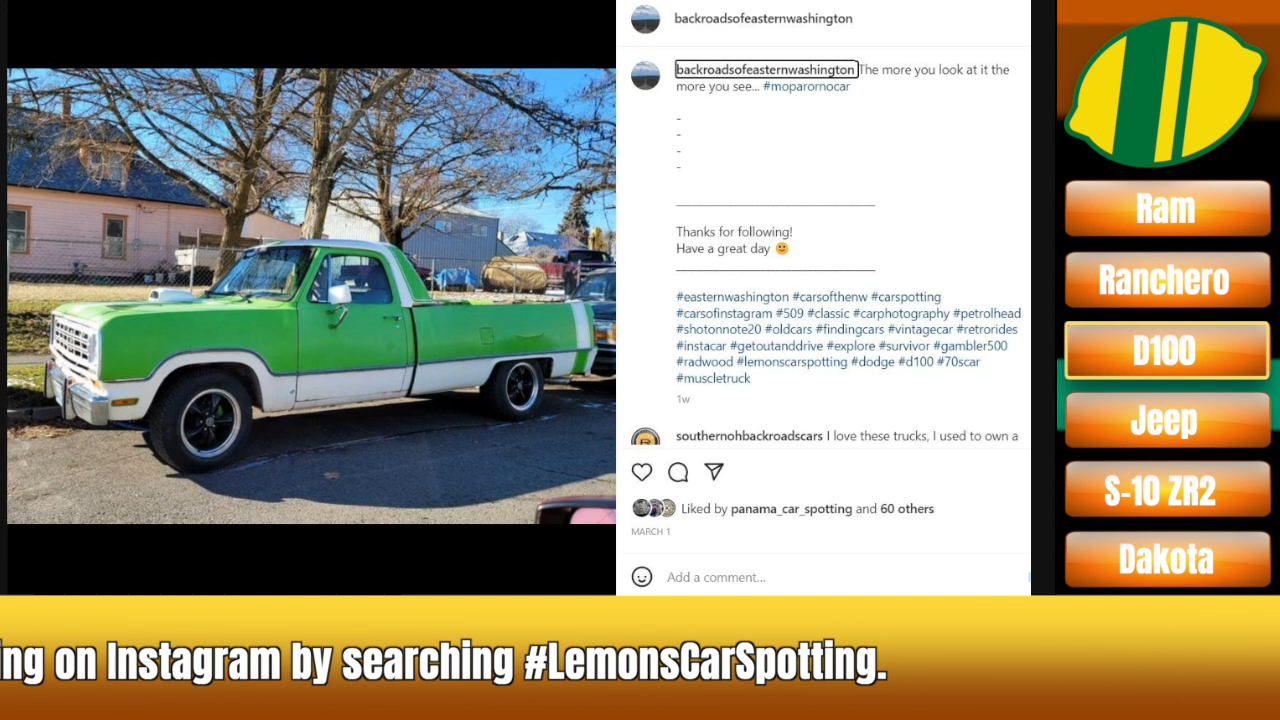 backroadsofeasternwashington
backroadsofeasternwashington The more you look at it the
more you see... #moparornocar
-
-
-
-
Thanks for following!
Have a great day 🙂
#easternwashington #carsofthenw #carspotting
#carsofinstagram #509 #classic #carphotography #petrolhead
#shotonnote20 #oldcars #findingcars #vintagecar #retrorides
#instacar #getoutanddrive #explore #survivor #gambler500
#radwood #lemonscarspotting #dodge #d100 #70scar
#muscletruck
1w
southernohbackroadscars I love these trucks, I used to own a
Liked by panama_car_spotting and 60 others
MARCH 1
Add a comment...
Ram
Ranchero
D100
Jeep
S-10 ZR2
Dakota
ing on Instagram by searching #LemonsCarSpotting.